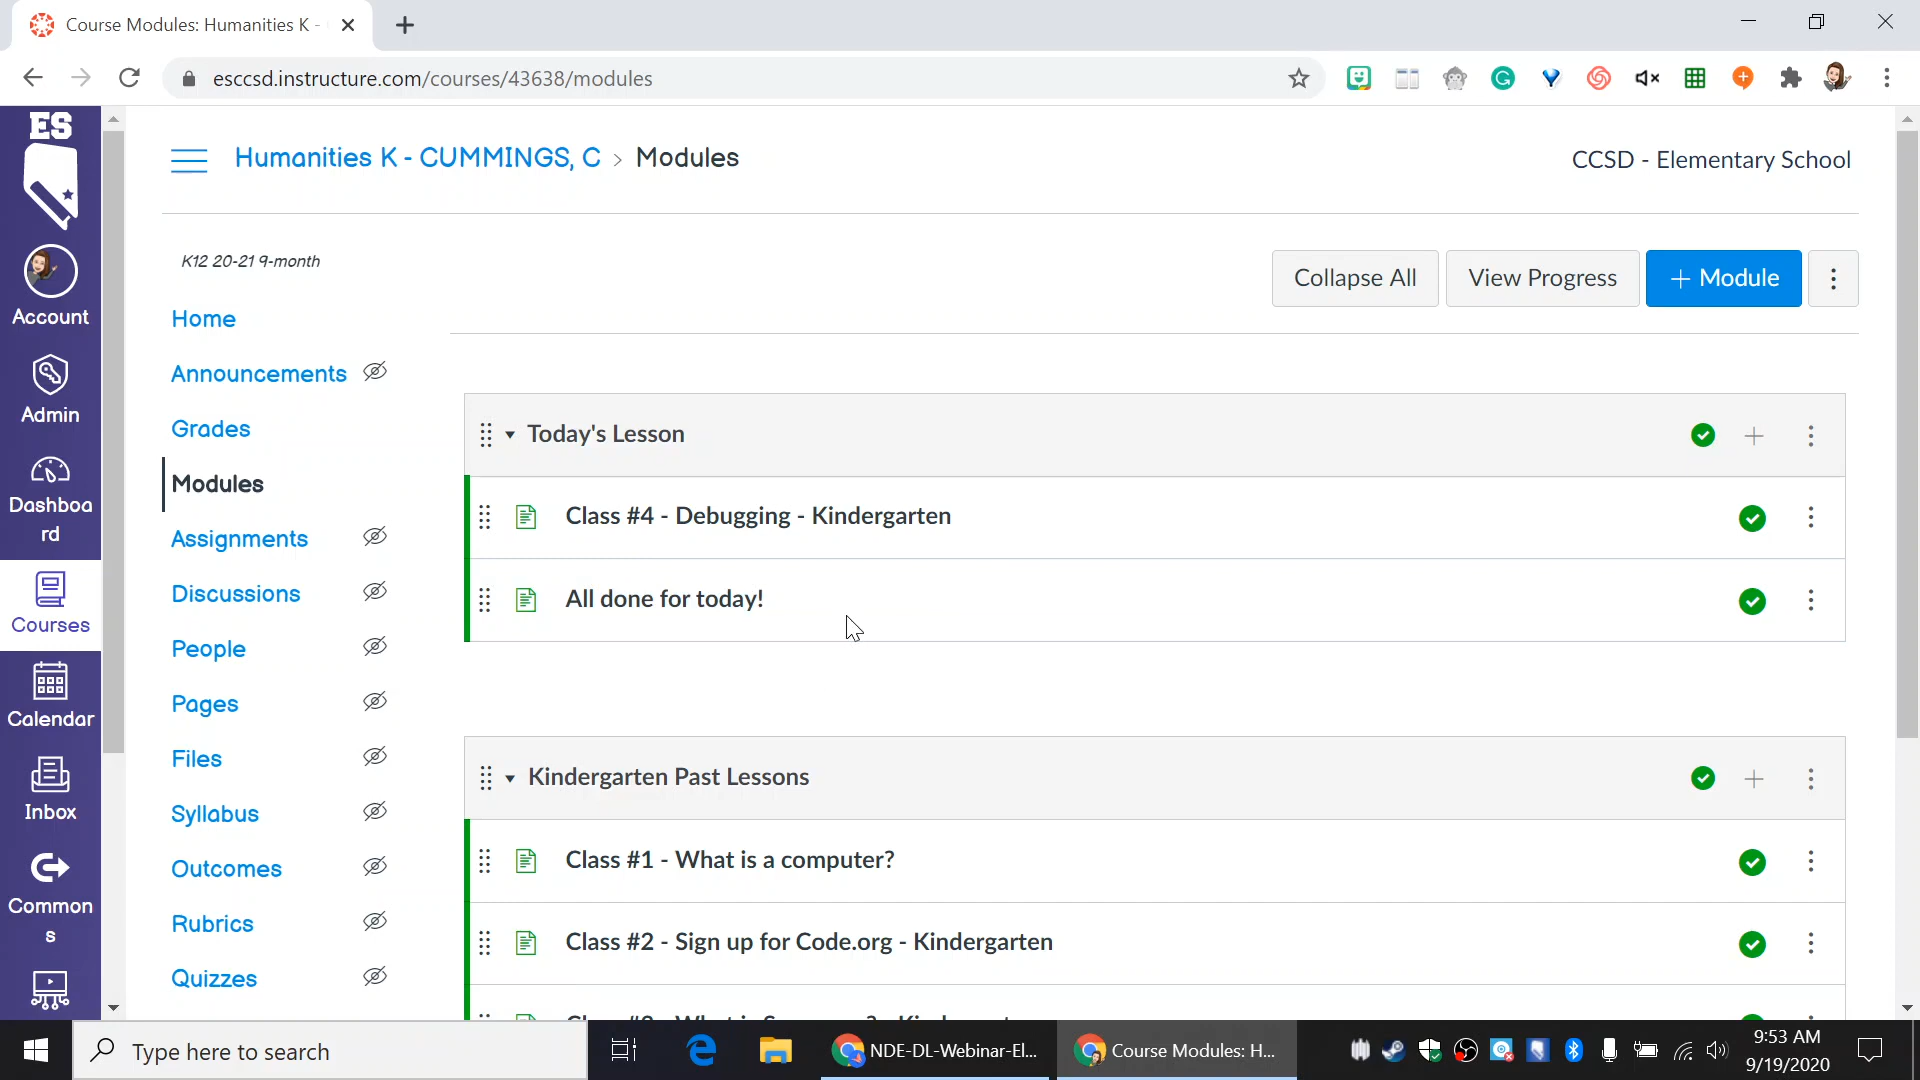 Course Modules: Humanities K -
esccsd.instructure.com/courses/43638/modules
ES
Humanities K - CUMMINGS, C > Modules
CCSD - Elementary School
K12 20-21 9-month
Collapse All
View Progress
+ Module
Account
Admin
Dashboa
rd
Courses
Calendar
Inbox
Common
s
Home
Announcements
Grades
Modules
Assignments
Discussions
People
Pages
Files
Syllabus
Outcomes
Rubrics
Quizzes
Today's Lesson
Class #4 - Debugging - Kindergarten
All done for today!
Kindergarten Past Lessons
Class #1 - What is a computer?
Class #2 - Sign up for Code.org - Kindergarten
Type here to search
NDE-DL-Webinar-El...
Course Modules: H...
9:53 AM
9/19/2020